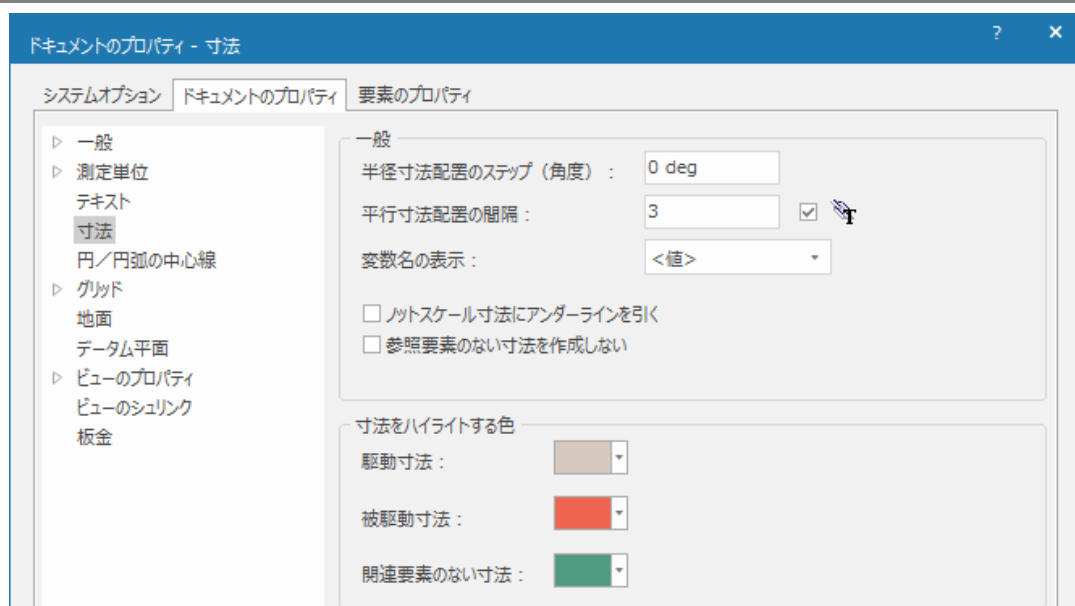 ドキュメントのプロパティ - 寸法
? ×
システムオプション ドキュメントのプロパティ 要素のプロパティ
一般
測定単位
テキスト
寸法
円／円弧の中心線
グリッド
地面
データム平面
ビューのプロパティ
ビューのシュリンク
板金
一般
半径寸法配置のステップ（角度）： 0 deg
平行寸法配置の間隔： 3
変数名の表示： <値>
ノットスケール寸法にアンダーラインを引く
参照要素のない寸法を作成しない
寸法をハイライトする色
駆動寸法：
被駆動寸法：
関連要素のない寸法：